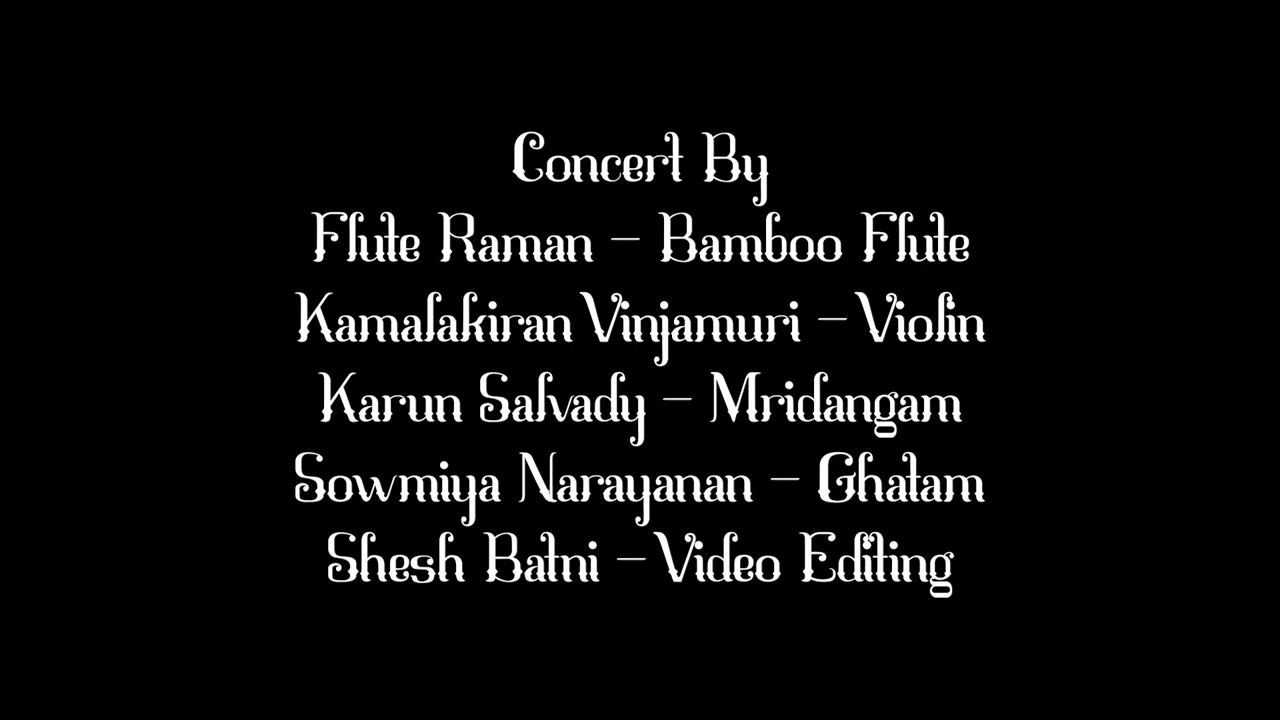 Concert By
Flute Raman - Bamboo Flute
Kamalakiran Vinjamuri - Violin
Karun Salvady - Mridangam
Sowmiya Narayanan - Ghatam
Shesh Batni - Video Editing